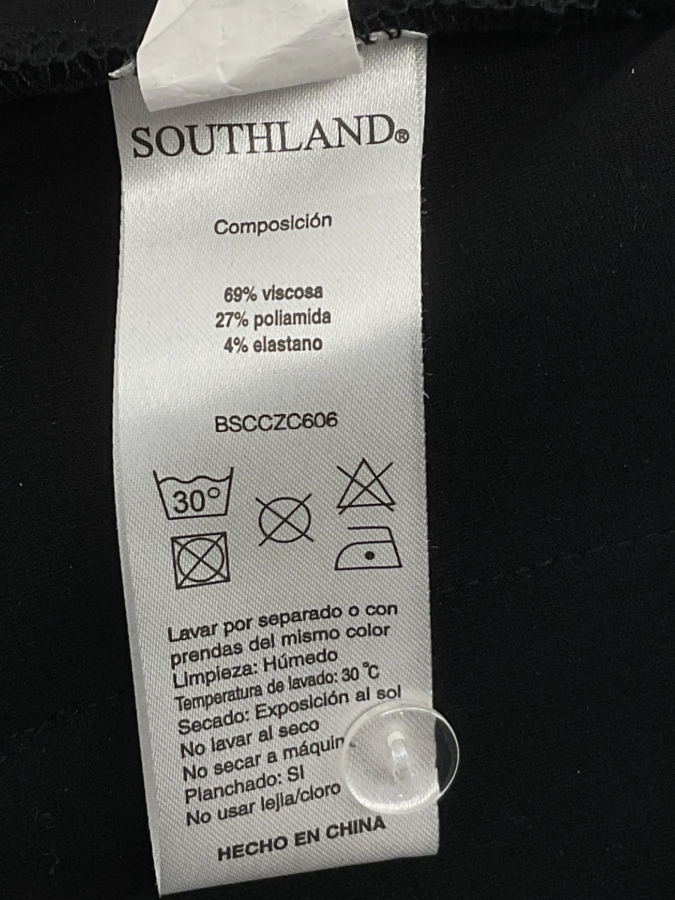 SOUTHLAND®
Composición
69% viscosa
27% poliamida
4% elastano
BSCCZC606
30°
Lavar por separado o con
prendas del mismo color
Limpieza: Húmedo
Temperatura de lavado: 30 °C
Secado: Exposición al sol
No lavar al seco
No secar a máquin
Planchado: SI
No usar lejia/cloro
HECHO EN CHINA